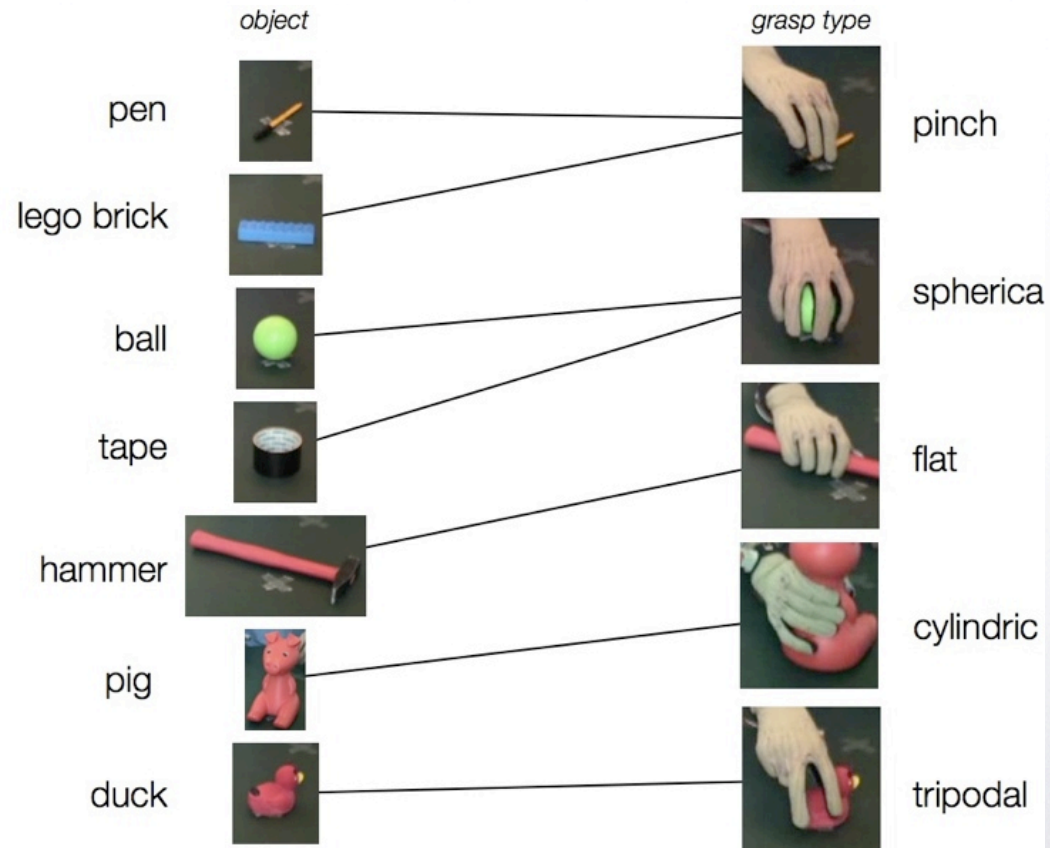 object
grasp type
pen
pinch
lego brick
spherica
ball
tape
flat
hammer
cylindric
pig
duck
tripodal